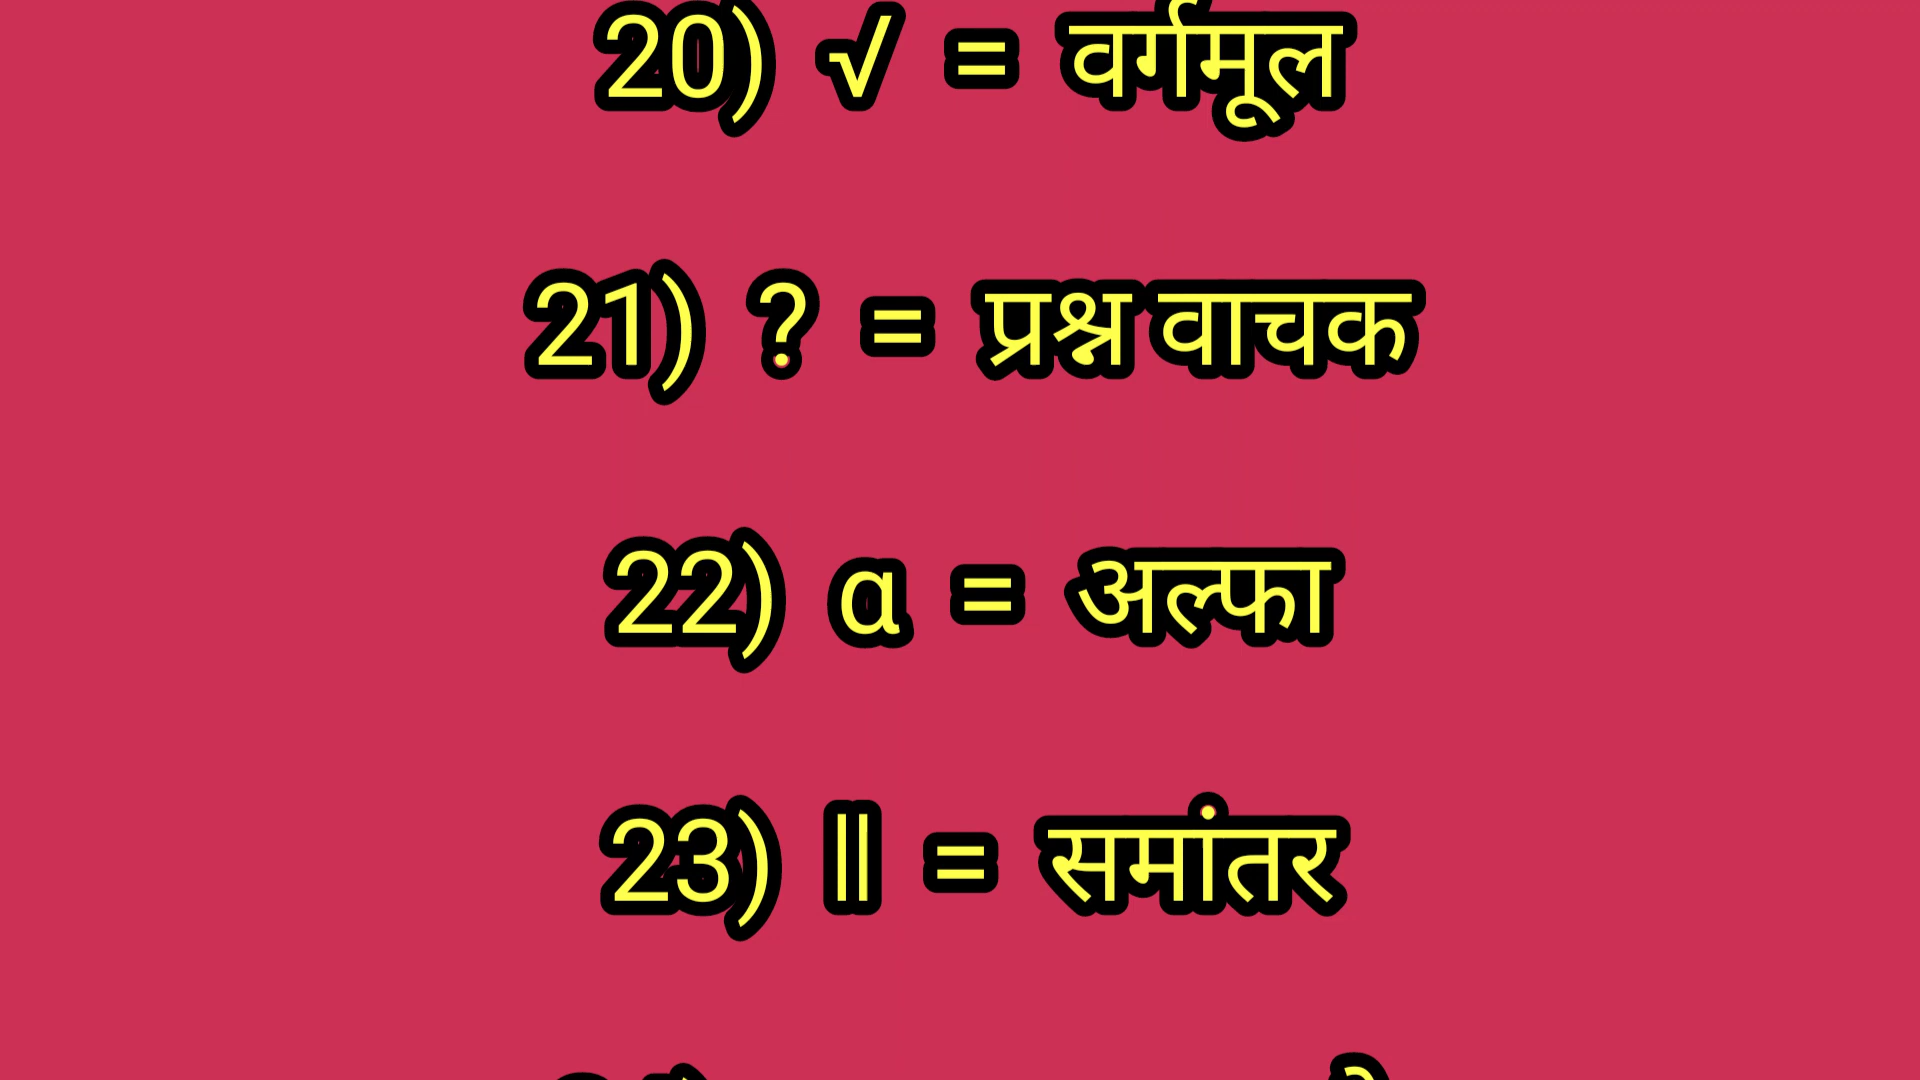 20) √ = वर्गमूल
21) ? = प्रश्न वाचक
22) α = अल्फा
23) || = समांतर